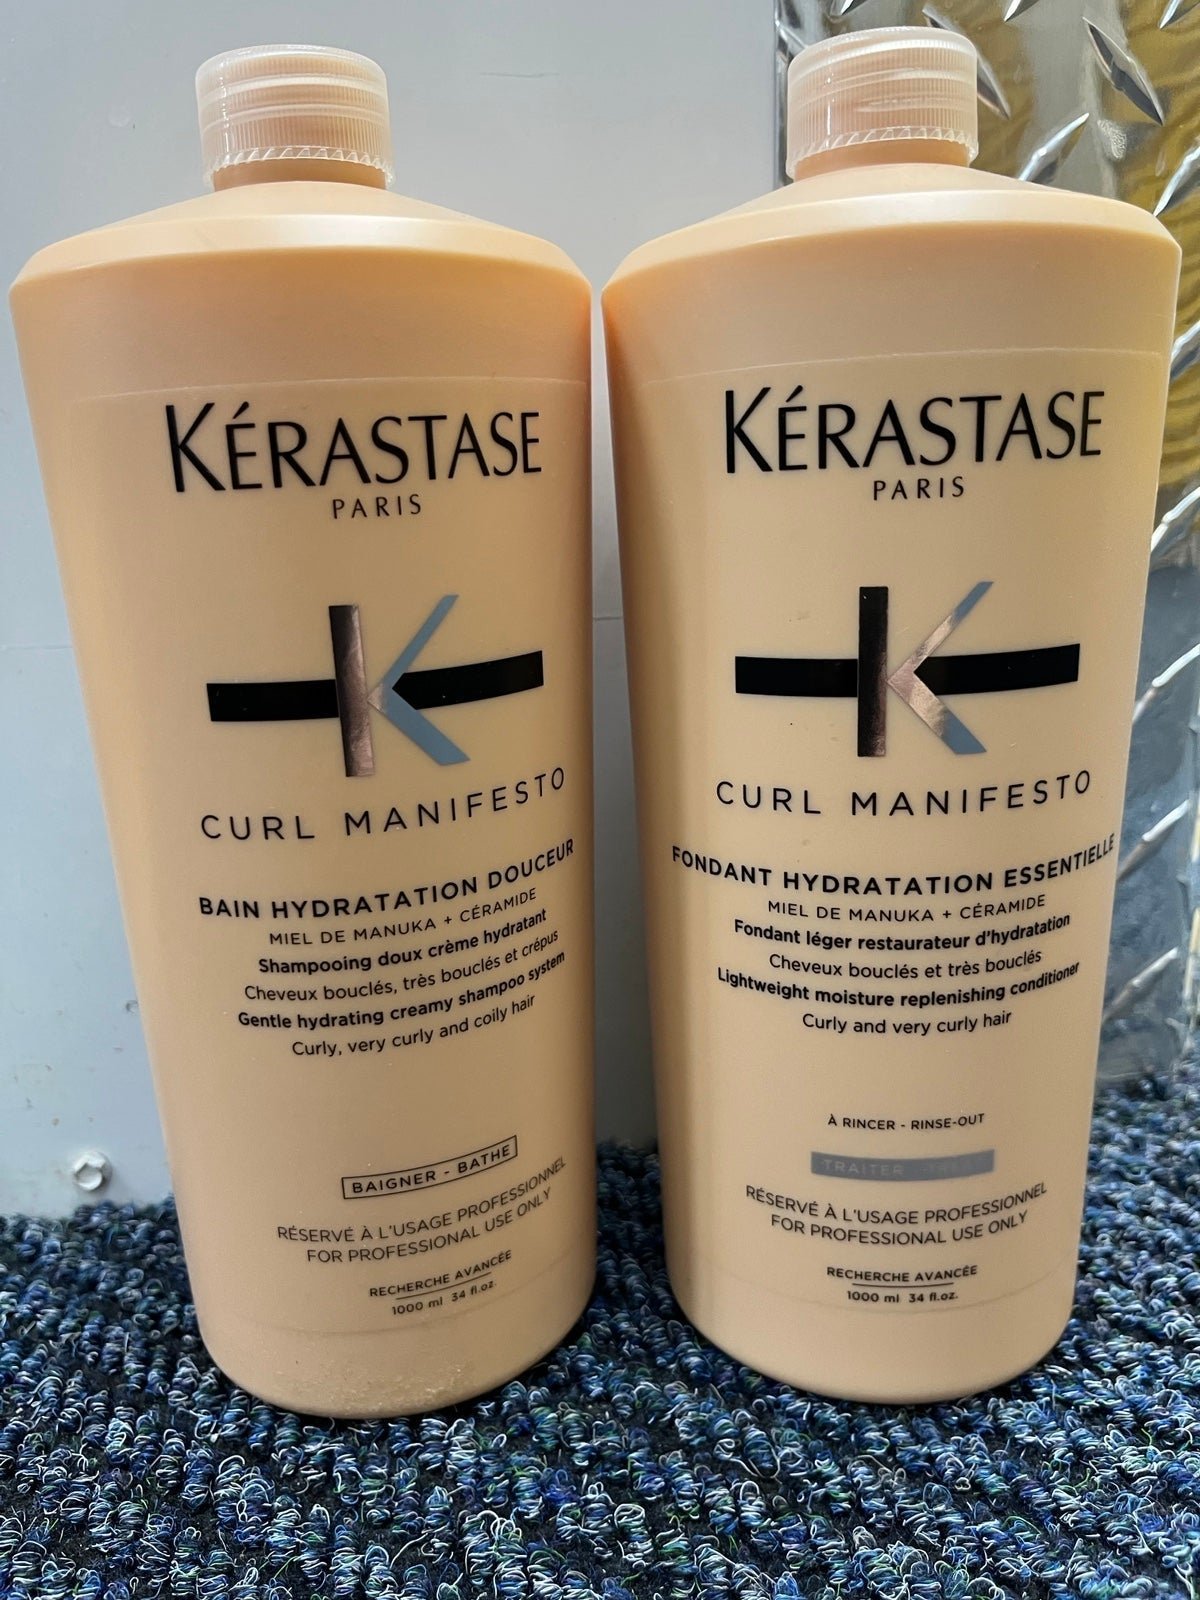 KÉRASTASE
PARIS
K
CURL MANIFESTO
BAIN HYDRATATION DOUCEUR
MIEL DE MANUKA + CÉRAMIDE
Shampooing doux crème hydratant
Cheveux bouclés, très bouclés et crépus
Gentle hydrating creamy shampoo system
Curly, very curly and coily hair
BAIGNER - BATHE
RÉSERVÉ À L'USAGE PROFESSIONNEL
FOR PROFESSIONAL USE ONLY
RECHERCHE AVANCÉE
1000 ml 34 fl.oz.
KÉRASTASE
PARIS
K
CURL MANIFESTO
FONDANT HYDRATATION ESSENTIELLE
MIEL DE MANUKA + CÉRAMIDE
Fondant léger restaurateur d'hydratation
Cheveux bouclés et très bouclés
Lightweight moisture replenishing conditioner
Curly and very curly hair
À RINCER - RINSE-OUT
TRAITER -
RÉSERVÉ À L'USAGE PROFESSIONNEL
FOR PROFESSIONAL USE ONLY
RECHERCHE AVANCÉE
1000 ml 34 fl.oz.